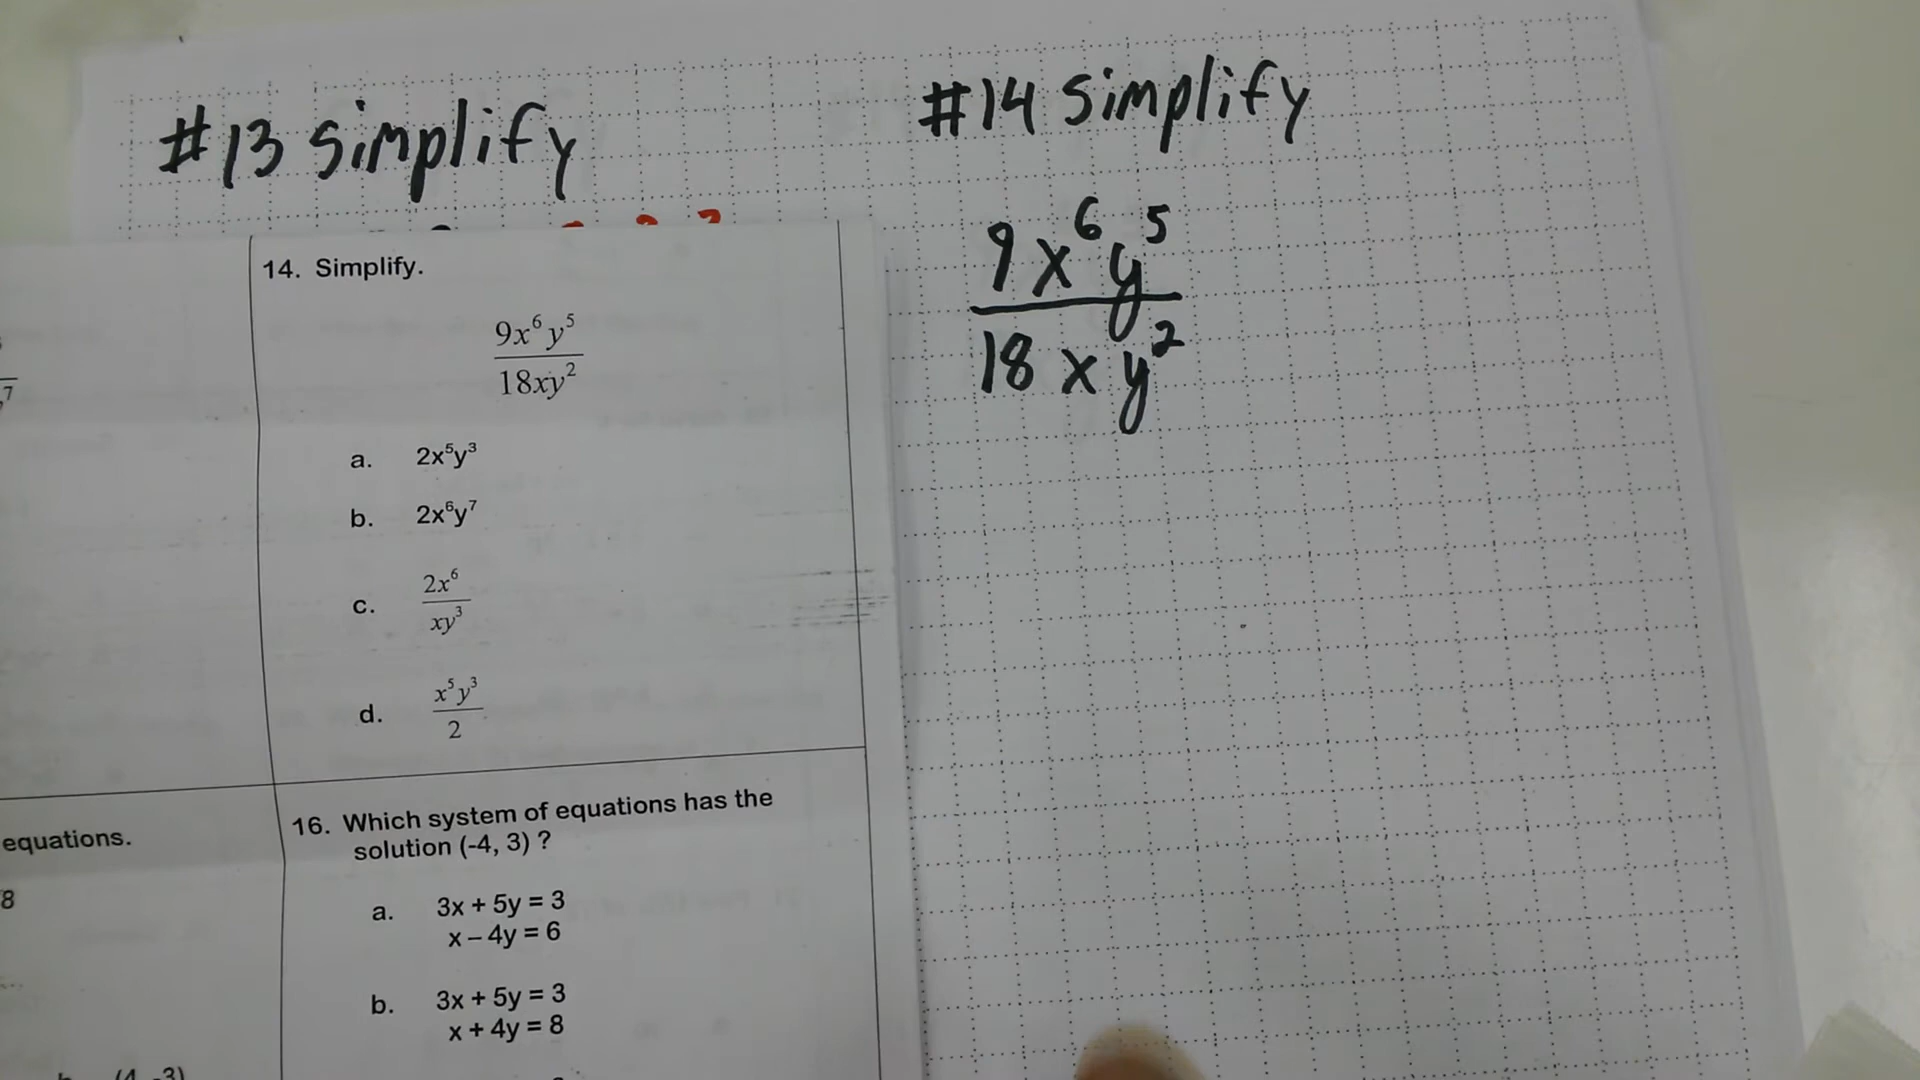 #13 simplify
#14 simplify
9x⁶y⁵
18xy²
7
14. Simplify.
9x⁶y⁵
18xy²
a. 2x⁵y³
b. 2x⁶y⁷
c. 2x⁶
xy³
d. x⁵y³
2
equations.
8
16. Which system of equations has the
solution (-4, 3) ?
a. 3x + 5y = 3
x – 4y = 6
b. 3x + 5y = 3
x + 4y = 8